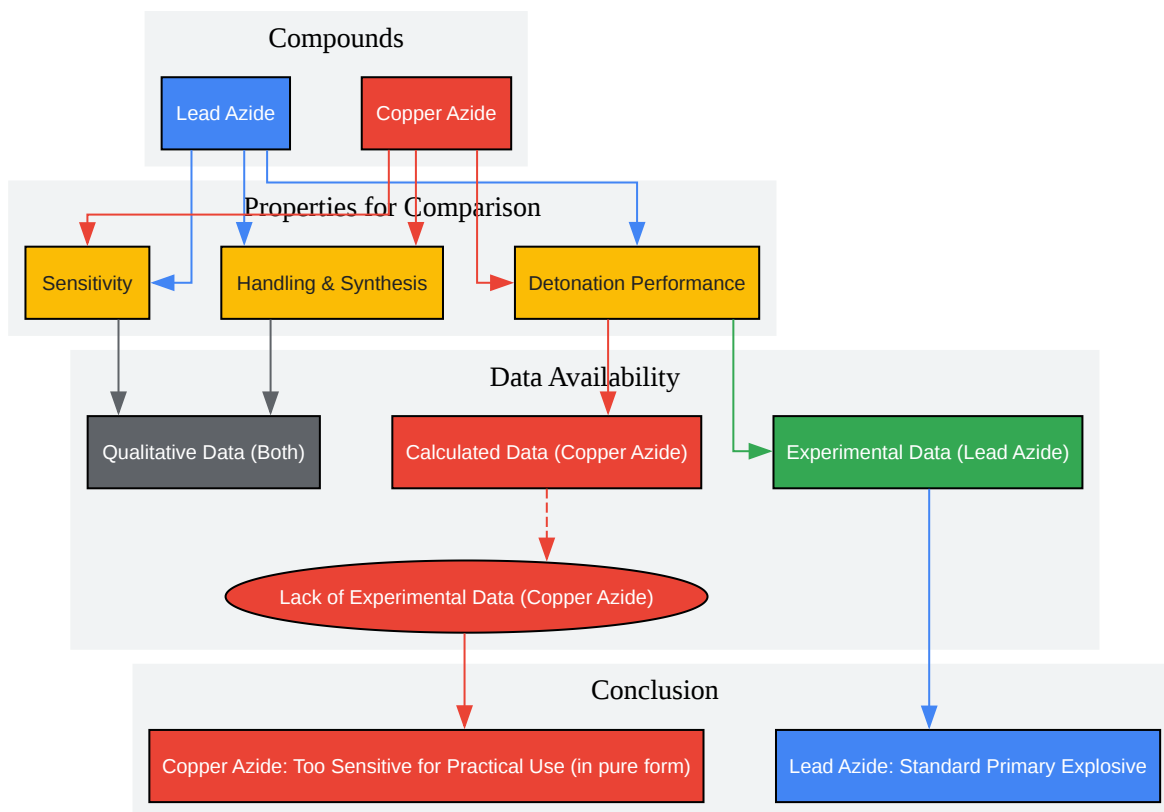 Compounds
Lead Azide
Copper Azide
Properties for Comparison
Sensitivity
Handling & Synthesis
Detonation Performance
Data Availability
Qualitative Data (Both)
Calculated Data (Copper Azide)
Experimental Data (Lead Azide)
Lack of Experimental Data (Copper Azide)
Conclusion
Copper Azide: Too Sensitive for Practical Use (in pure form)
Lead Azide: Standard Primary Explosive